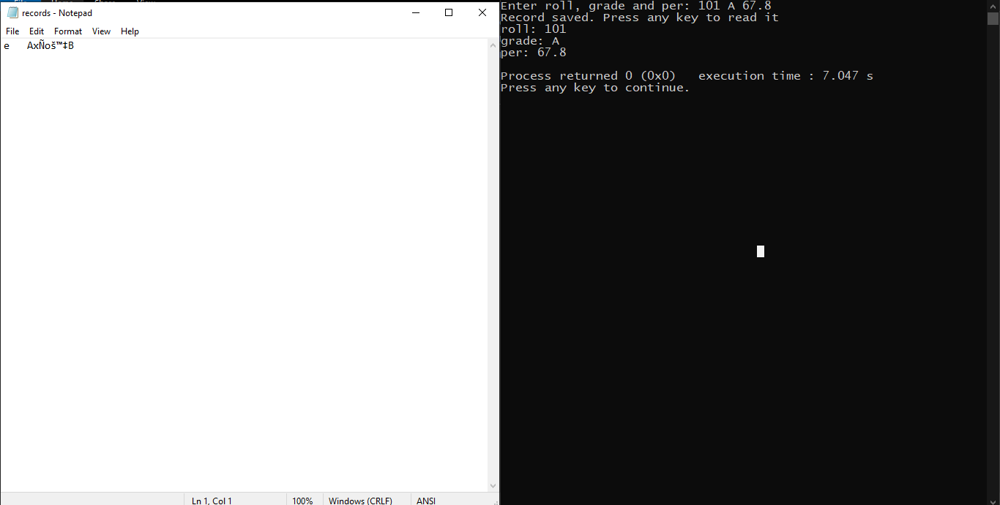 records - Notepad
File Edit Format View Help
e AxÑoš™‡B
Ln 1, Col 1 100% Windows (CRLF) ANSI
Enter roll, grade and per: 101 A 67.8
Record saved. Press any key to read it
roll: 101
grade: A
per: 67.8
Process returned 0 (0x0) execution time : 7.047 s
Press any key to continue.